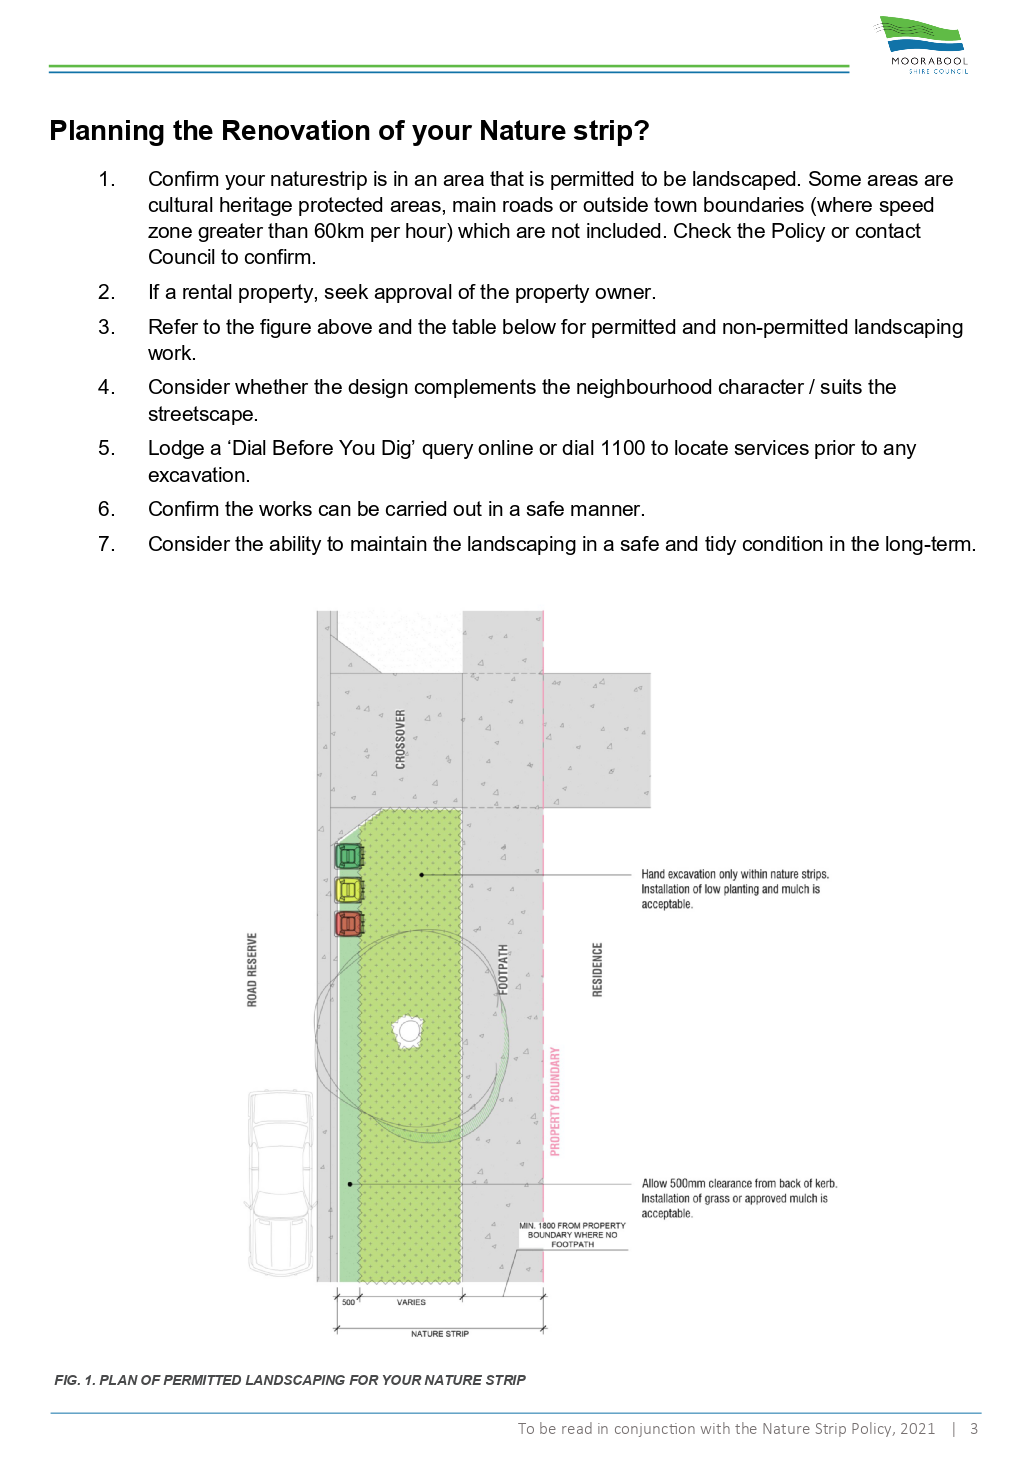 MOORABOOL
SHIRE COUNCIL
Planning the Renovation of your Nature strip?
1. Confirm your naturestrip is in an area that is permitted to be landscaped. Some areas are
cultural heritage protected areas, main roads or outside town boundaries (where speed
zone greater than 60km per hour) which are not included. Check the Policy or contact
Council to confirm.
2. If a rental property, seek approval of the property owner.
3. Refer to the figure above and the table below for permitted and non-permitted landscaping
work.
4. Consider whether the design complements the neighbourhood character / suits the
streetscape.
5. Lodge a ‘Dial Before You Dig’ query online or dial 1100 to locate services prior to any
excavation.
6. Confirm the works can be carried out in a safe manner.
7. Consider the ability to maintain the landscaping in a safe and tidy condition in the long-term.
CROSSOVER
Hand excavation only within nature strips.
Installation of low planting and mulch is
acceptable.
ROAD RESERVE
FOOTPATH
RESIDENCE
PROPERTY BOUNDARY
Allow 500mm clearance from back of kerb.
Installation of grass or approved mulch is
acceptable.
MIN. 1800 FROM PROPERTY
BOUNDARY WHERE NO
FOOTPATH
500
VARIES
NATURE STRIP
FIG. 1. PLAN OF PERMITTED LANDSCAPING FOR YOUR NATURE STRIP
To be read in conjunction with the Nature Strip Policy, 2021 | 3